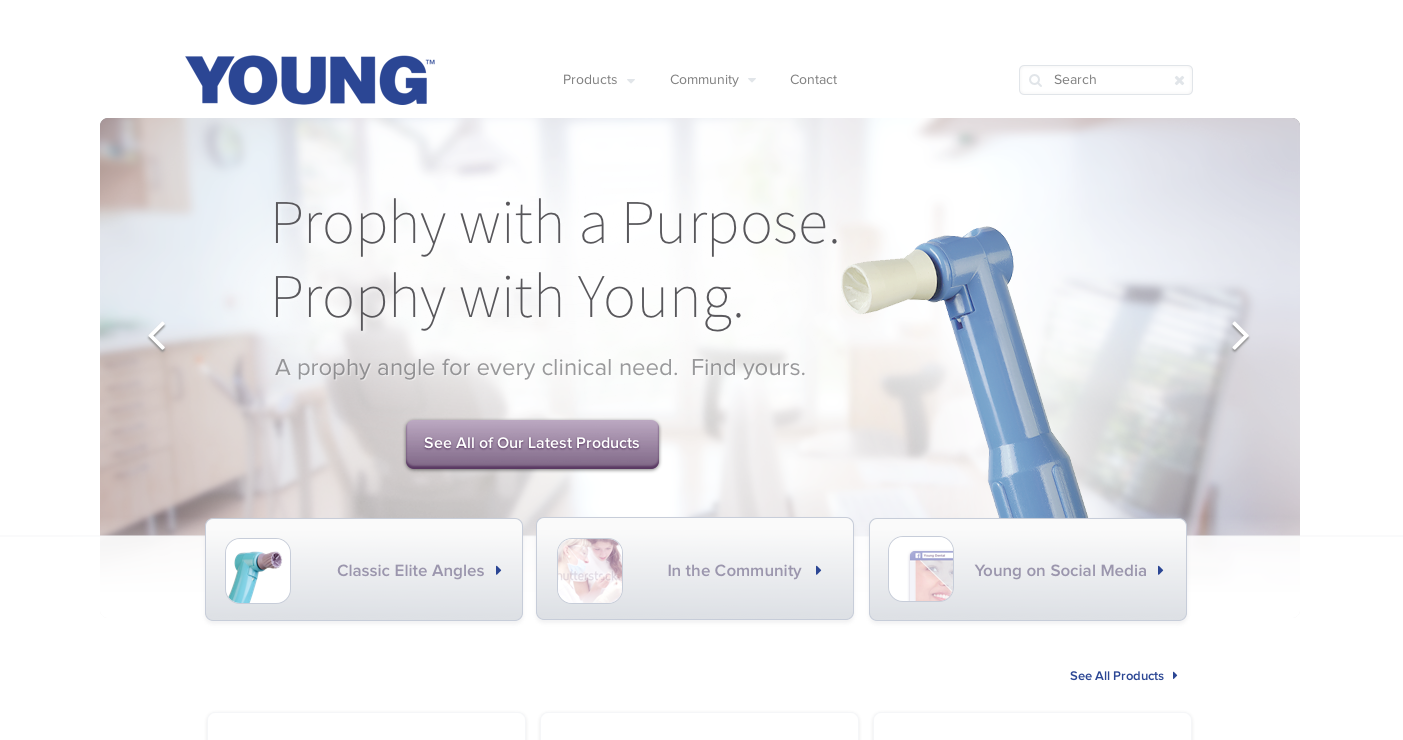 YOUNG™
Products
Community
Contact
Search
Prophy with a Purpose.
Prophy with Young.
A prophy angle for every clinical need. Find yours.
See All of Our Latest Products
Classic Elite Angles
In the Community
Young on Social Media
See All Products